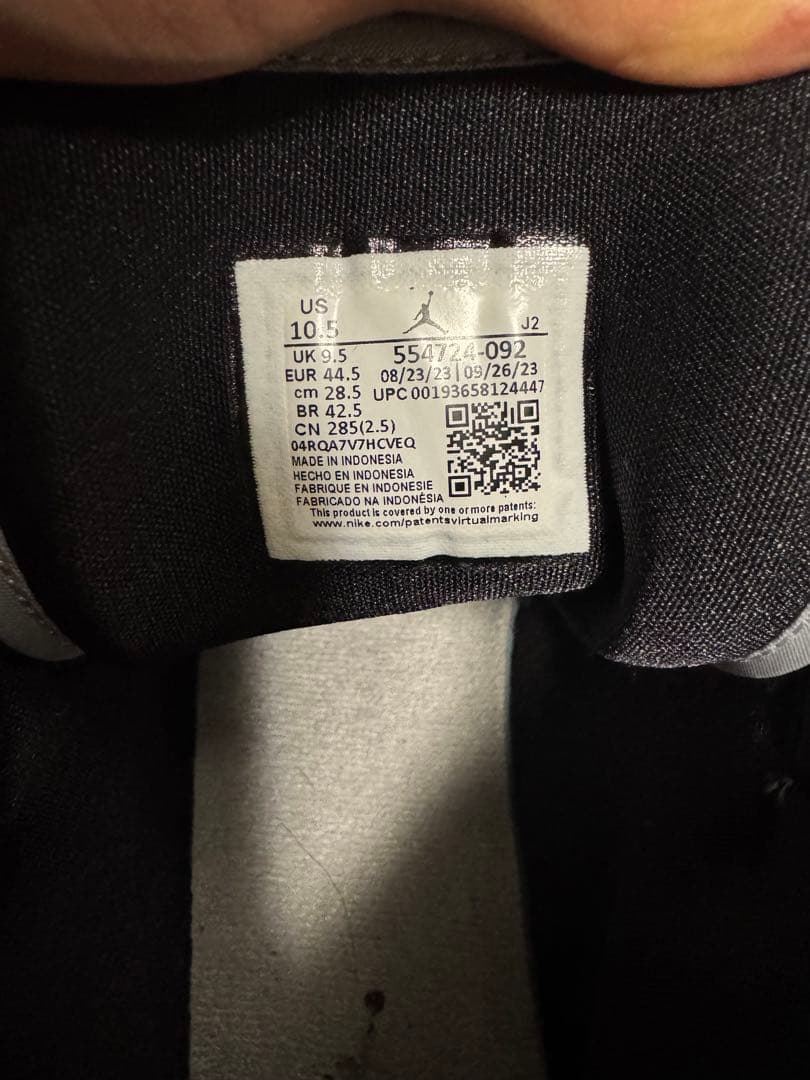 US
10.5 J2
UK 9.5 554724-092
EUR 44.5 08/23/23 | 09/26/23
cm 28.5 UPC 00193658124447
BR 42.5
CN 285(2.5)
04RQA7V7HCVEQ
MADE IN INDONESIA
HECHO EN INDONESIA
FABRIQUE EN INDONESIE
FABRICADO NA INDONÉSIA
This product is covered by one or more patents:
www.nike.com/patentsvirtualmarking